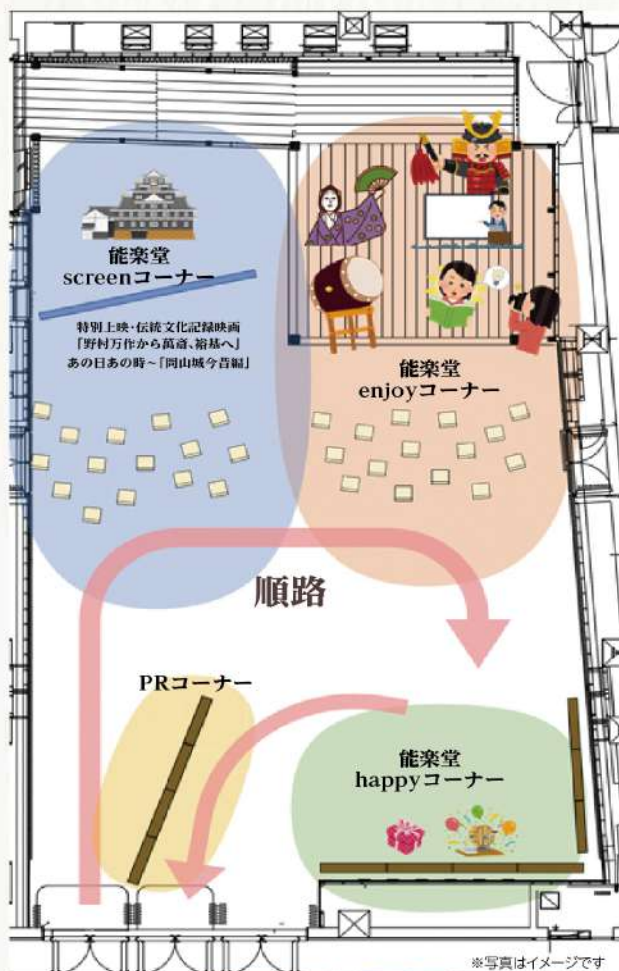 能楽堂
screenコーナー
特別上映・伝統文化記録映画
「野村万作から萬斎、裕基へ」
あの日あの時~「岡山城今昔編」
能楽堂
enjoyコーナー
順路
PRコーナー
能楽堂
happyコーナー
※写真はイメージです